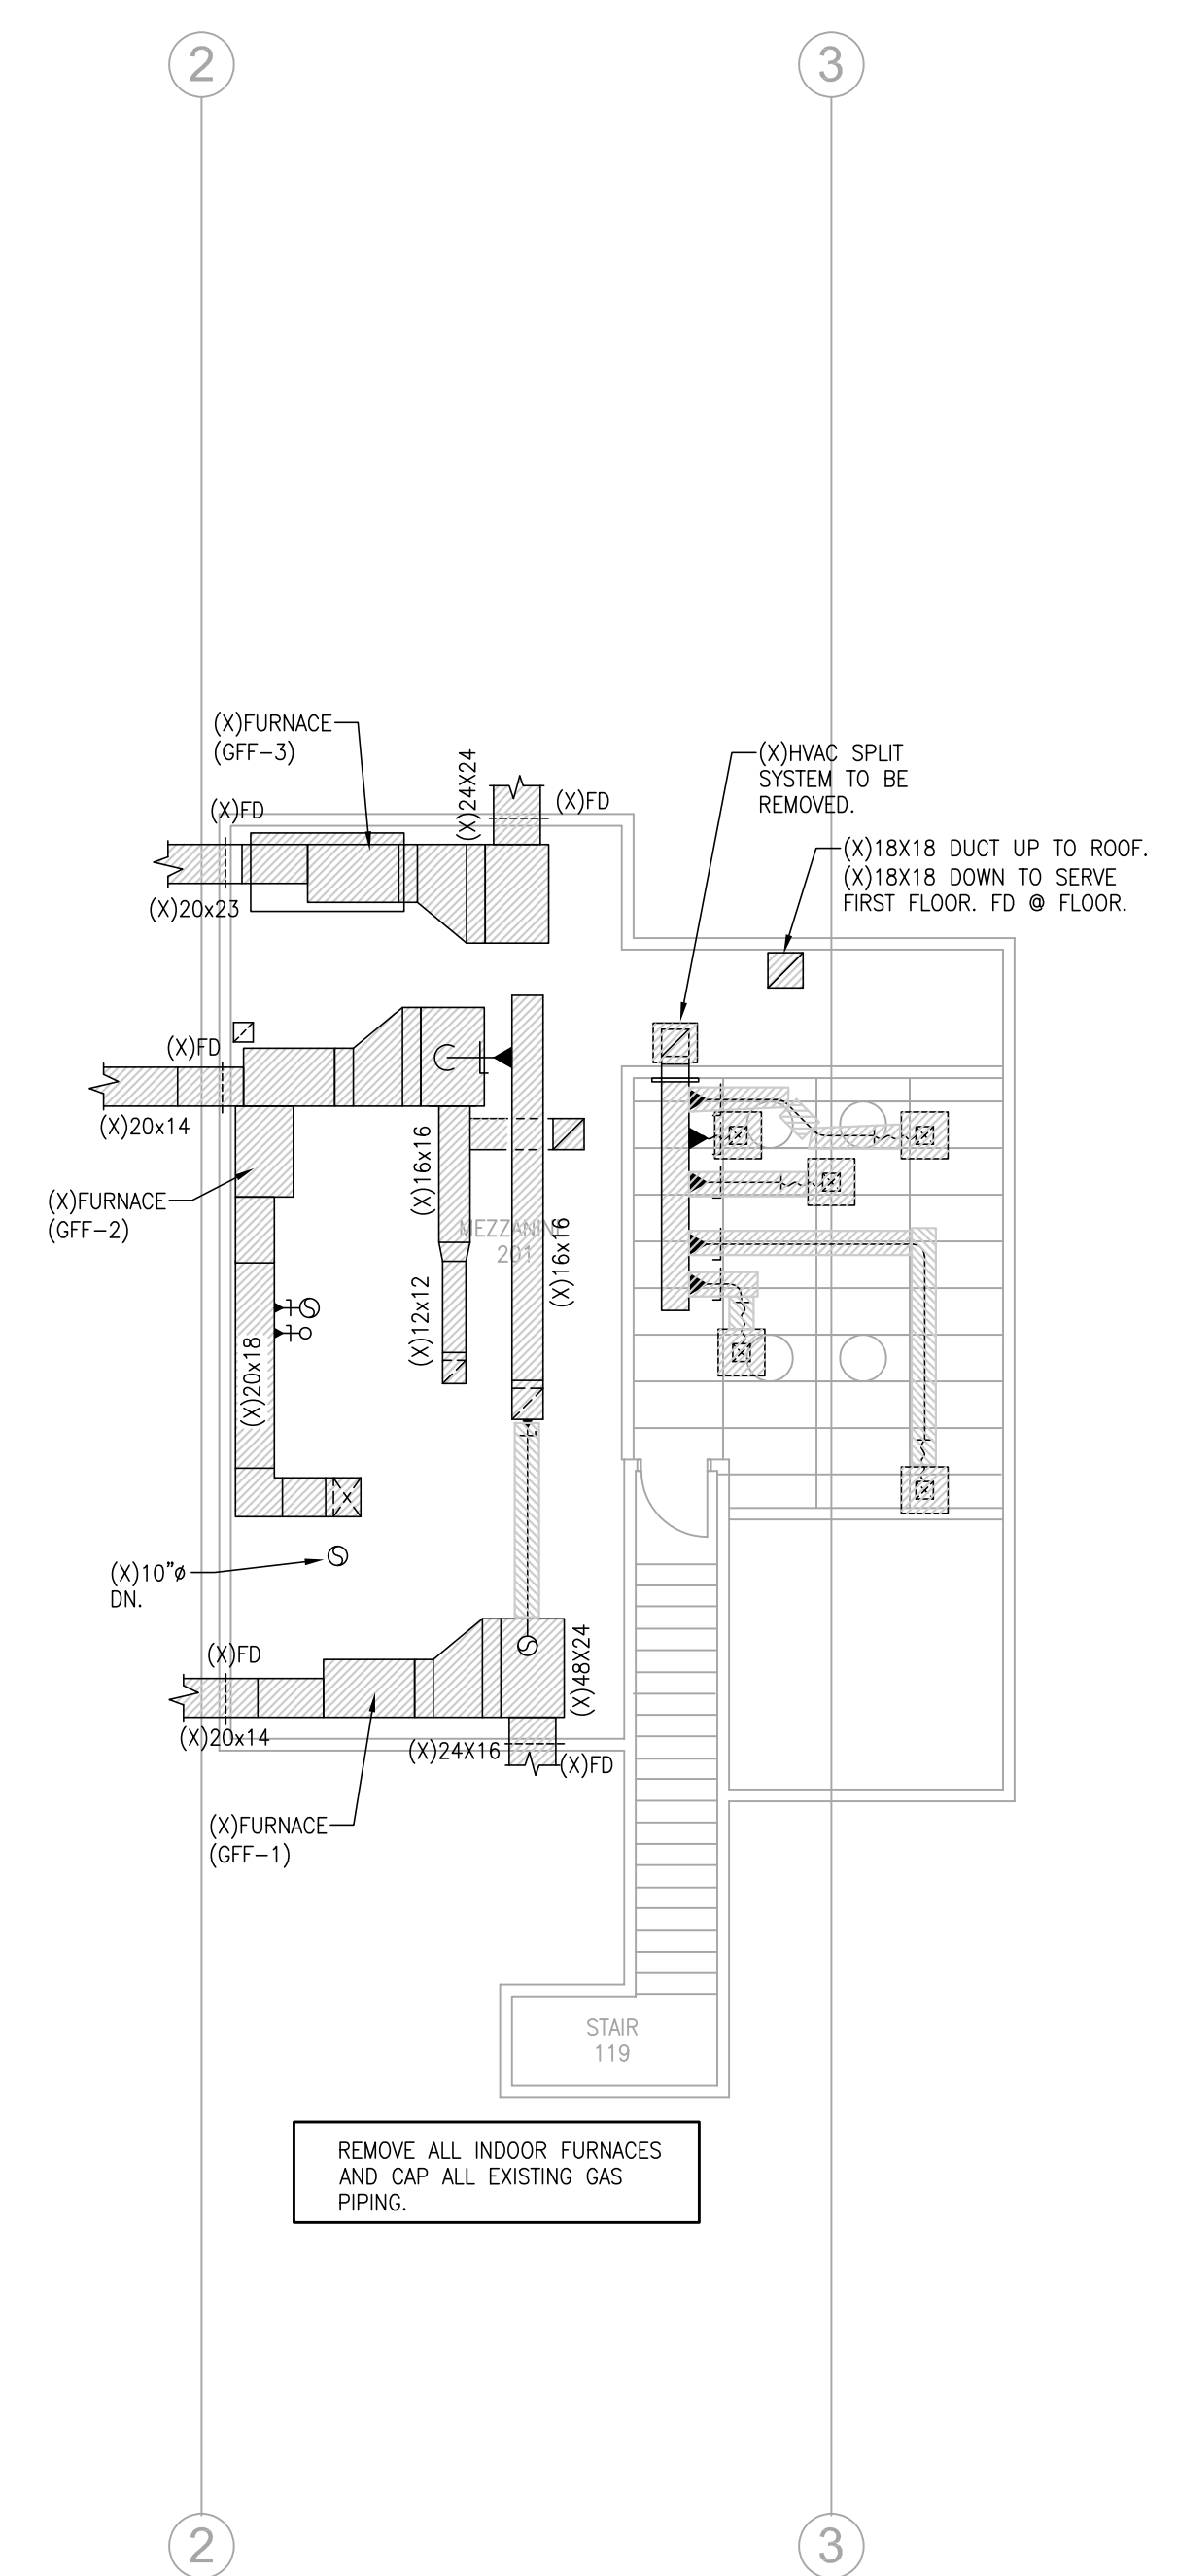 2
3
(X)FURNACE
(GFF-3)
(X)24X24
(X)FD
(X)FD
(X)20x23
(X)HVAC SPLIT
SYSTEM TO BE
REMOVED.
(X)18X18 DUCT UP TO ROOF.
(X)18X18 DOWN TO SERVE
FIRST FLOOR. FD @ FLOOR.
(X)FD
(X)20x14
(X)16x16
(X)FURNACE
(GFF-2)
MEZZANINE
201
(X)16x16
(X)12x12
(X)20x18
(X)10"ø
DN.
(X)FD
(X)48X24
(X)20x14
(X)24X16
(X)FD
(X)FURNACE
(GFF-1)
STAIR
119
REMOVE ALL INDOOR FURNACES
AND CAP ALL EXISTING GAS
PIPING.
2
3